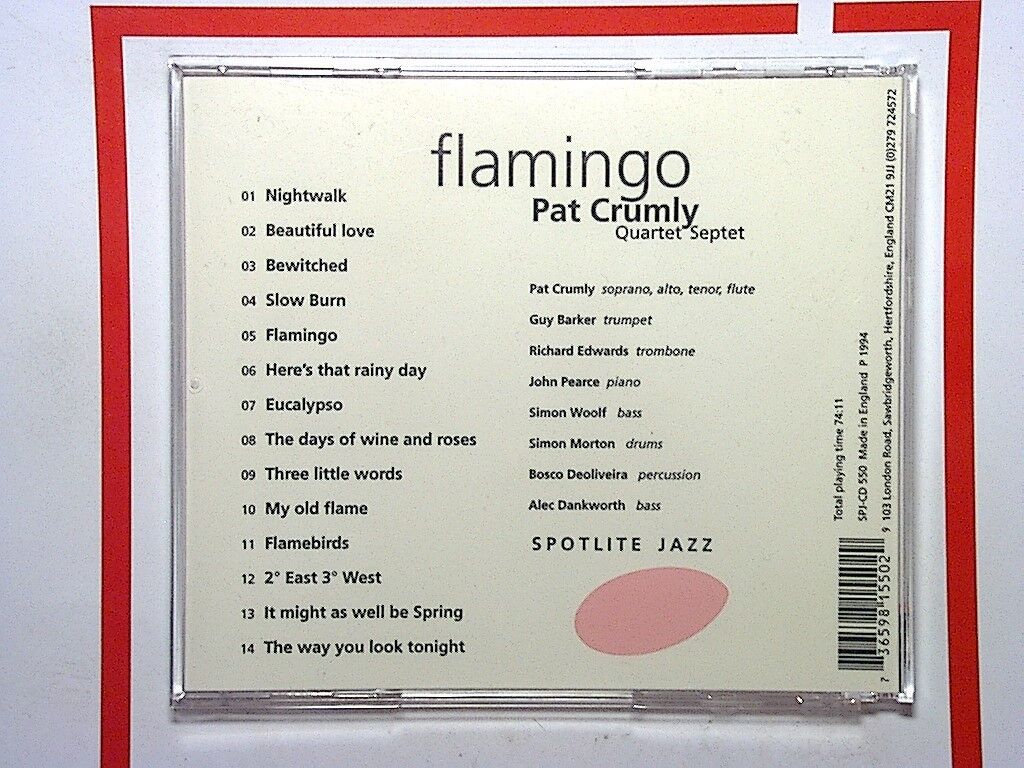 flamingo
Pat Crumly
Quartet Septet
01 Nightwalk
02 Beautiful love
03 Bewitched
04 Slow Burn
05 Flamingo
06 Here's that rainy day
07 Eucalypso
08 The days of wine and roses
09 Three little words
10 My old flame
11 Flamebirds
12 2° East 3° West
13 It might as well be Spring
14 The way you look tonight
Pat Crumly soprano, alto, tenor, flute
Guy Barker trumpet
Richard Edwards trombone
John Pearce piano
Simon Woolf bass
Simon Morton drums
Bosco Deoliveira percussion
Alec Dankworth bass
SPOTLITE JAZZ
Total playing time 74:11
SPJ-CD 550 Made in England P 1994
103 London Road, Sawbridgeworth, Hertfordshire, England CM21 9JJ (0)279 724572
7 36598 15502 9